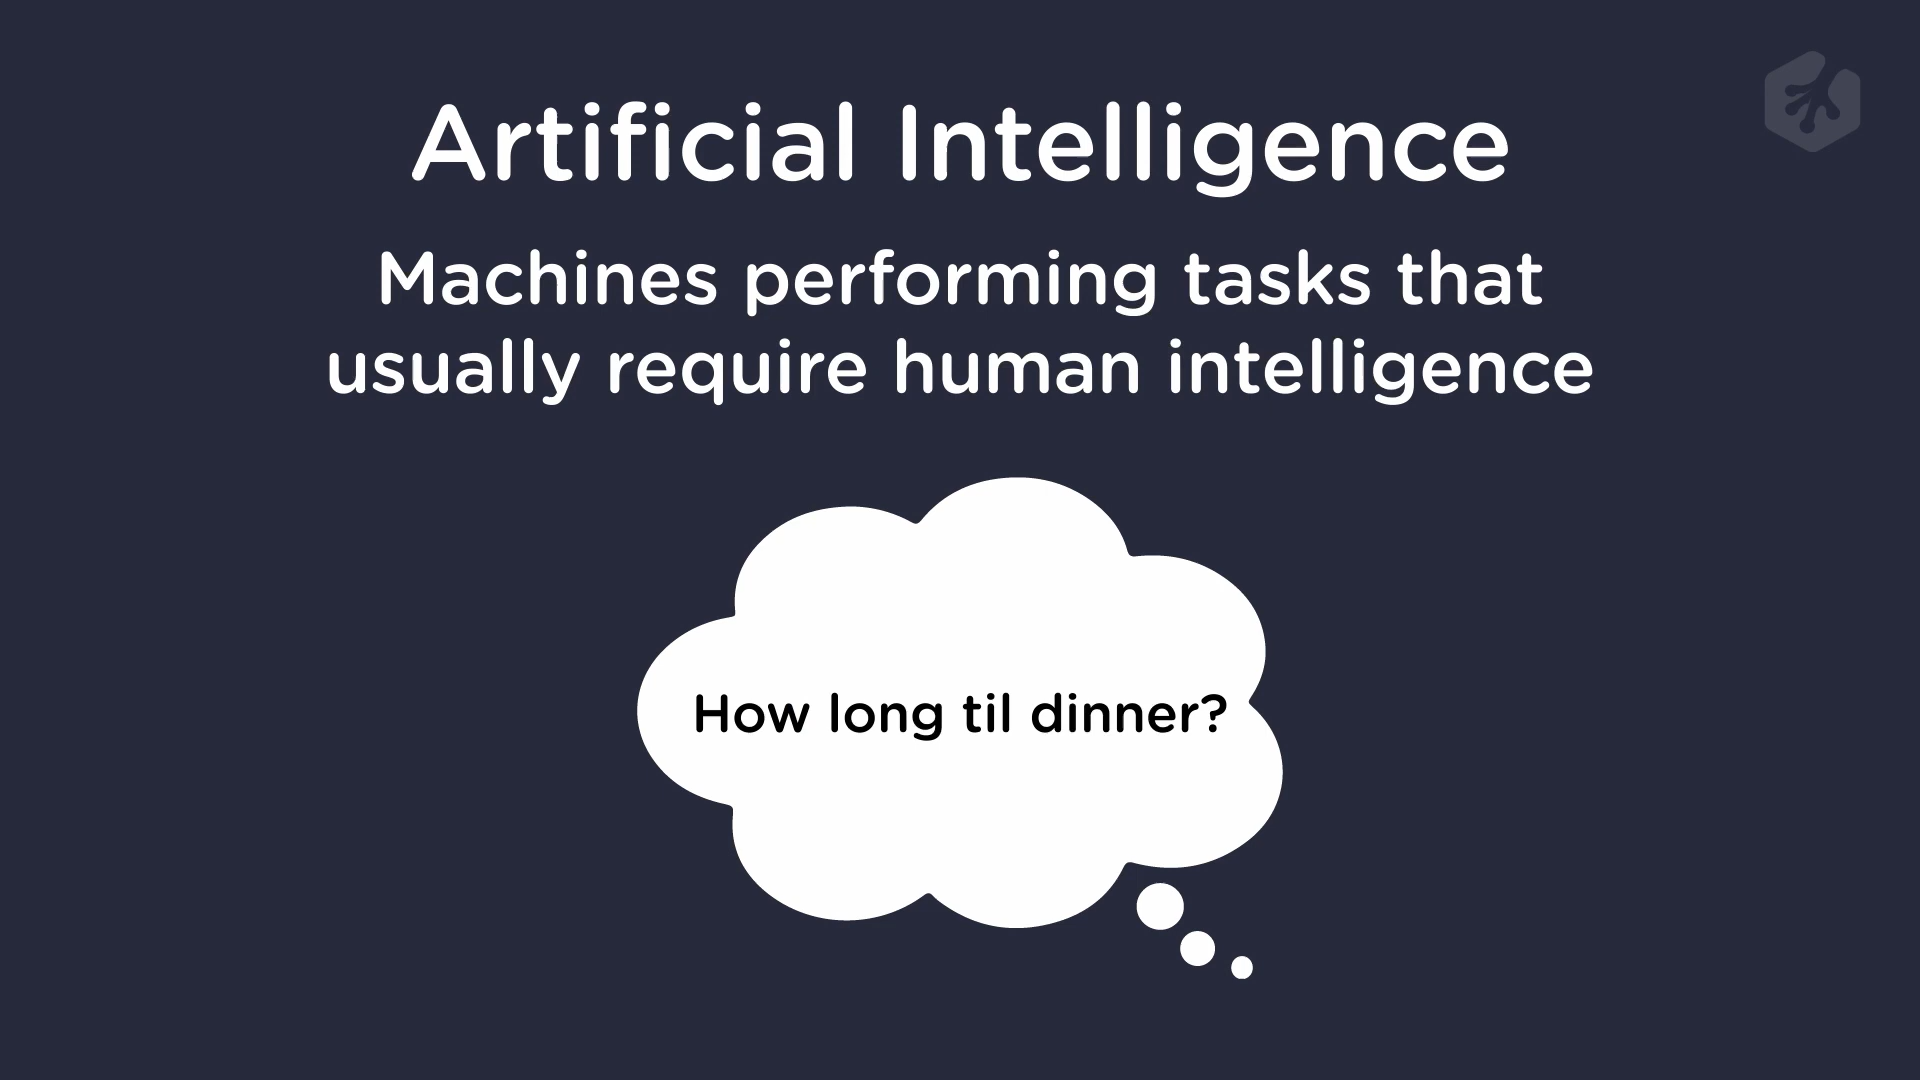 Artificial Intelligence
Machines performing tasks that
usually require human intelligence
How long til dinner?